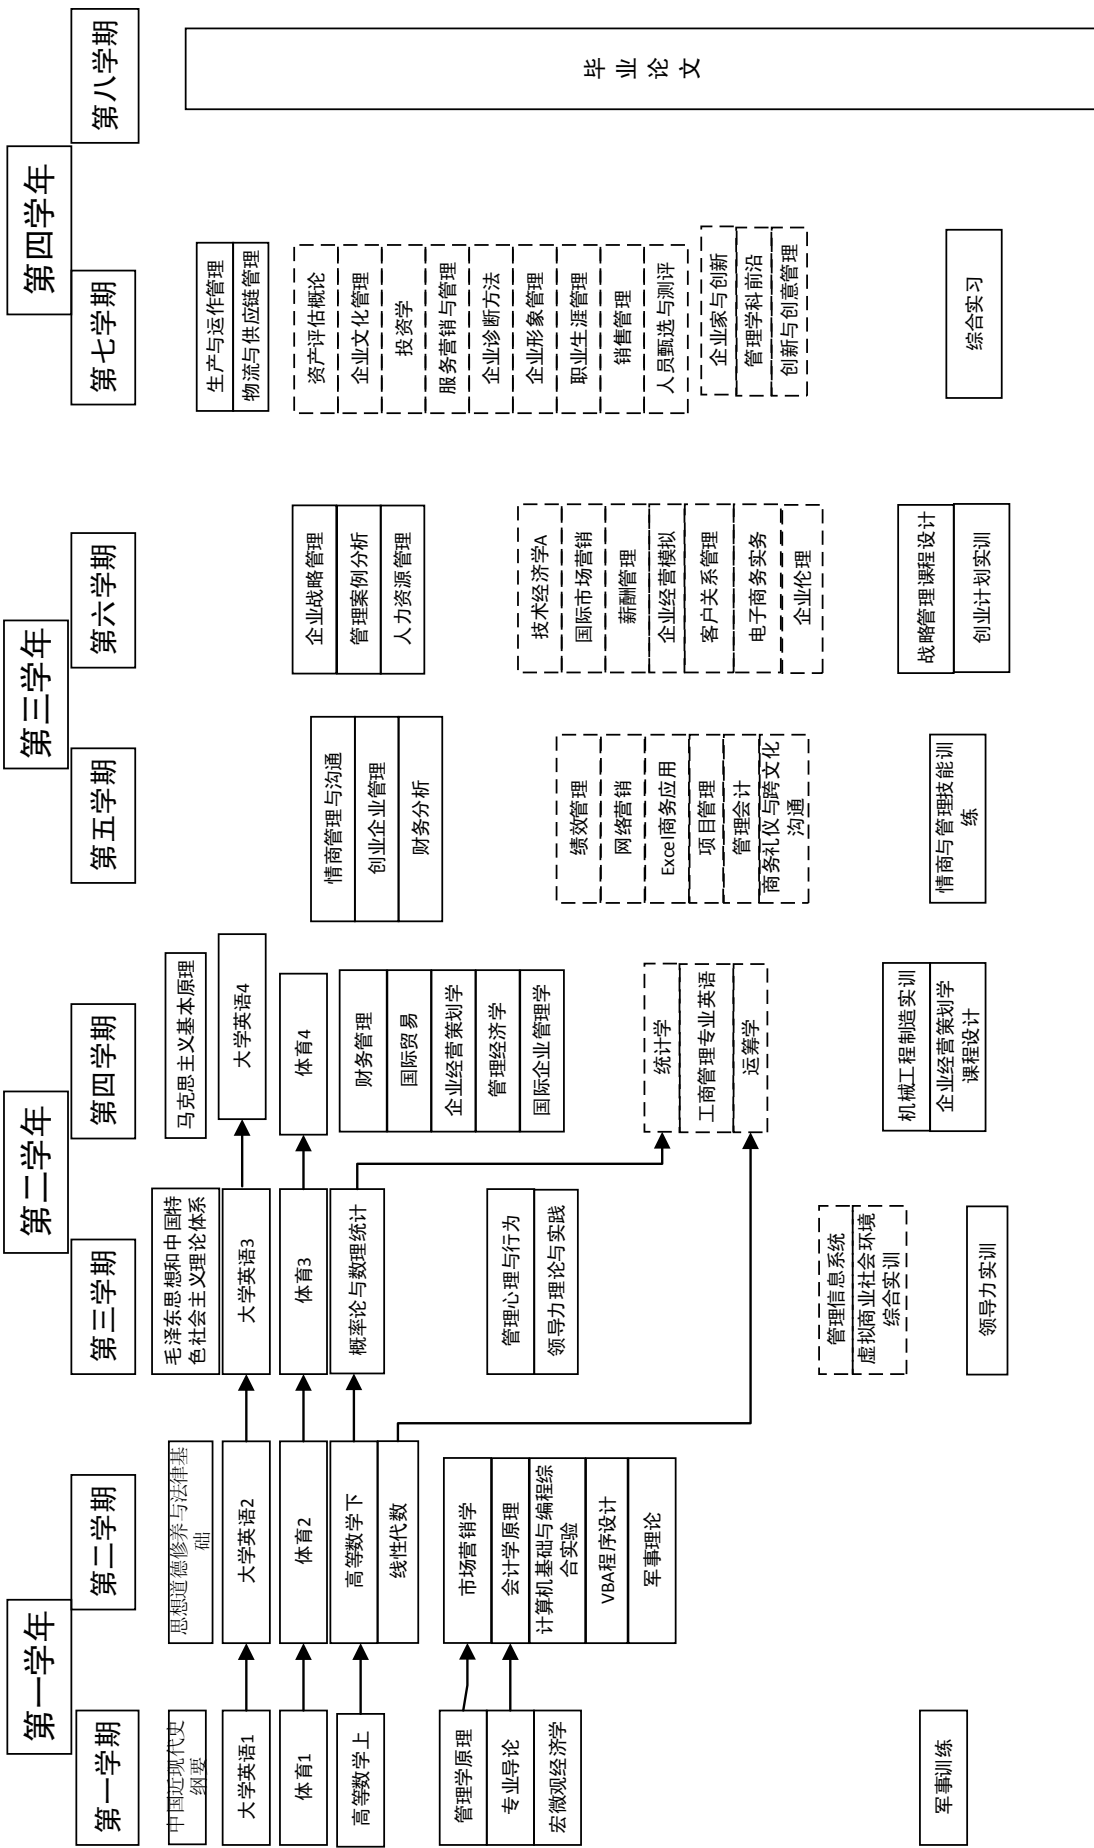 第一学年
第二学年
第三学年
第四学年
第一学期
第二学期
第三学期
第四学期
第五学期
第六学期
第七学期
第八学期
中国近现代史
纲要
大学英语1
体育1
高等数学上
管理学原理
专业导论
宏微观经济学
军事训练
思想道德修养与法律基
础
大学英语2
体育2
高等数学下
线性代数
市场营销学
会计学原理
计算机基础与编程综
合实验
VBA程序设计
军事理论
毛泽东思想和中国特
色社会主义理论体系
大学英语3
体育3
概率论与数理统计
管理心理与行为
领导力理论与实践
管理信息系统
虚拟商业社会环境
综合实训
领导力实训
马克思主义基本原理
大学英语4
体育4
财务管理
国际贸易
企业经营策划学
管理经济学
国际企业管理学
统计学
工商管理专业英语
运筹学
机械工程制造实训
企业经营策划学
课程设计
情商管理与沟通
创业企业管理
财务分析
绩效管理
网络营销
Excel商务应用
项目管理
管理会计
商务礼仪与跨文化
沟通
情商与管理技能训
练
企业战略管理
管理案例分析
人力资源管理
技术经济学A
国际市场营销
薪酬管理
企业经营模拟
客户关系管理
电子商务实务
企业伦理
战略管理课程设计
创业计划实训
生产与运作管理
物流与供应链管理
资产评估概论
企业文化管理
投资学
服务营销与管理
企业诊断方法
企业形象管理
职业生涯管理
销售管理
人员甄选与测评
企业家与创新
管理学科前沿
创新与创意管理
综合实习
毕业论文